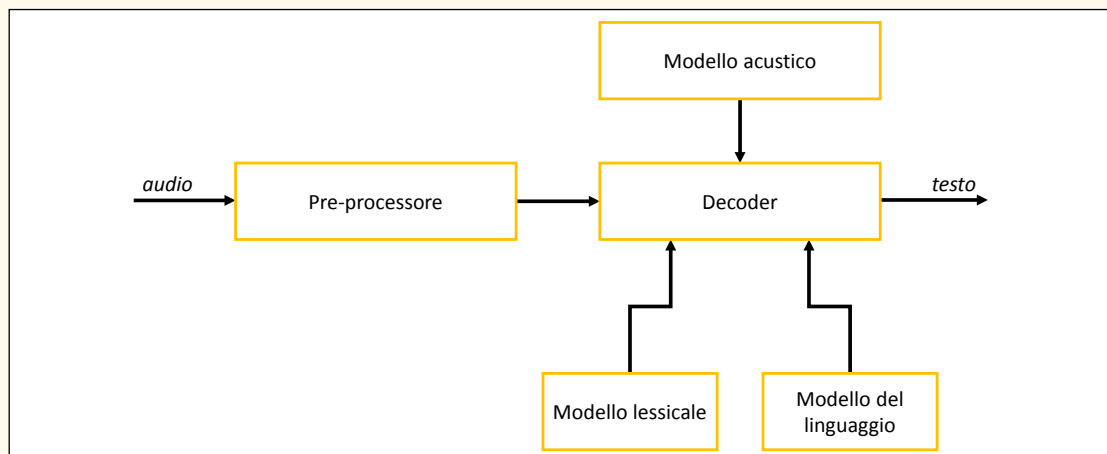 Modello acustico
audio
Pre-processore
Decoder
testo
Modello lessicale
Modello del
linguaggio